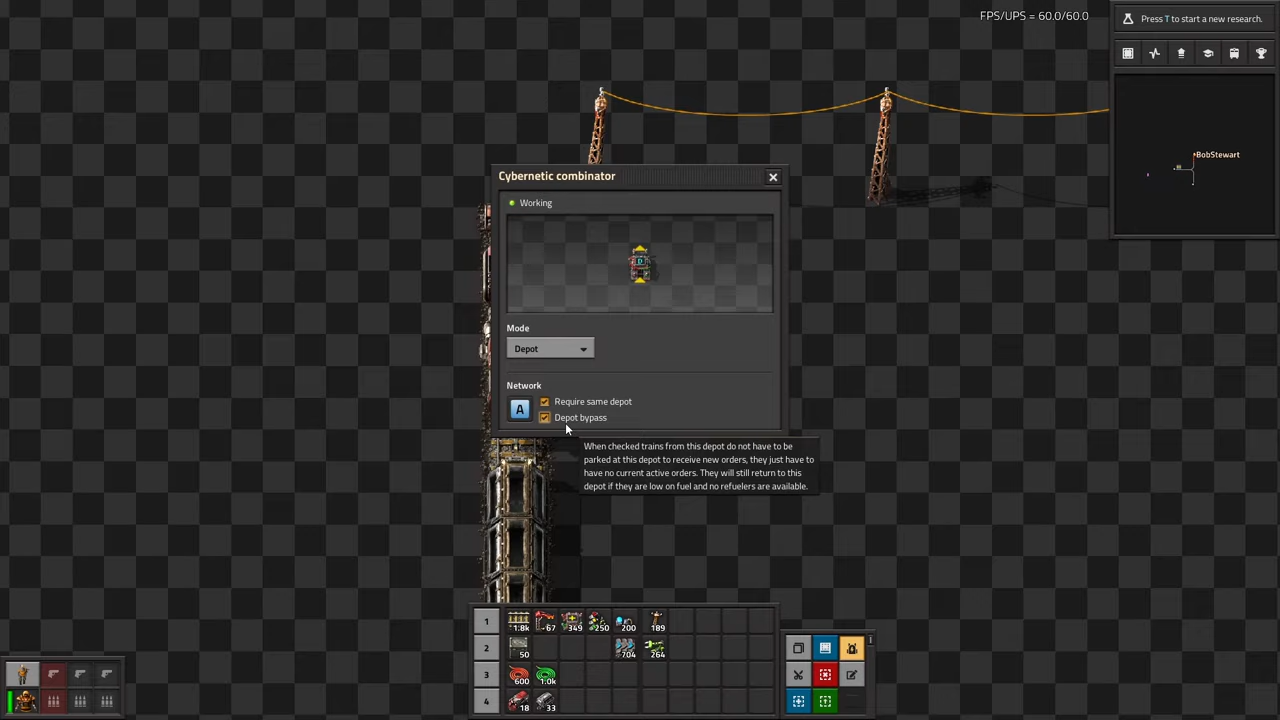 FPS/UPS = 60.0/60.0
Press T to start a new research.
BobStewart
Cybernetic combinator
Working
D
Mode
Depot
Network
A
Require same depot
Depot bypass
When checked trains from this depot do not have to be
parked at this depot to receive new orders, they just have to
have no current active orders. They will still return to this
depot if they are low on fuel and no refuelers are available.
1
1.8k
67
349
250
200
189
2
50
704
264
3
600
1.0k
4
18
33